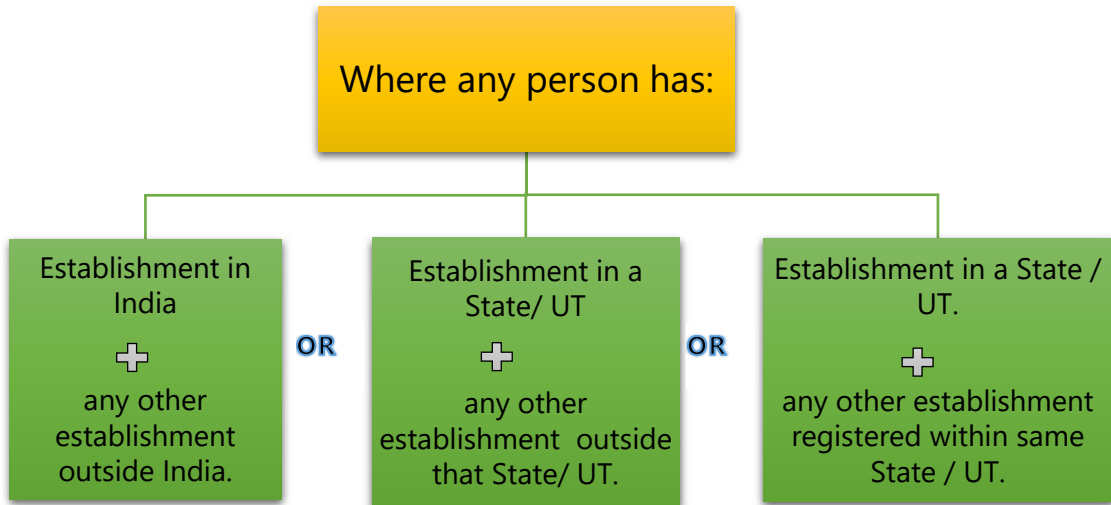 Where any person has:
Establishment in
India
any other
establishment
outside India.
OR
Establishment in a
State/ UT
any other
establishment outside
that State/ UT.
OR
Establishment in a State /
UT.
any other establishment
registered within same
State / UT.